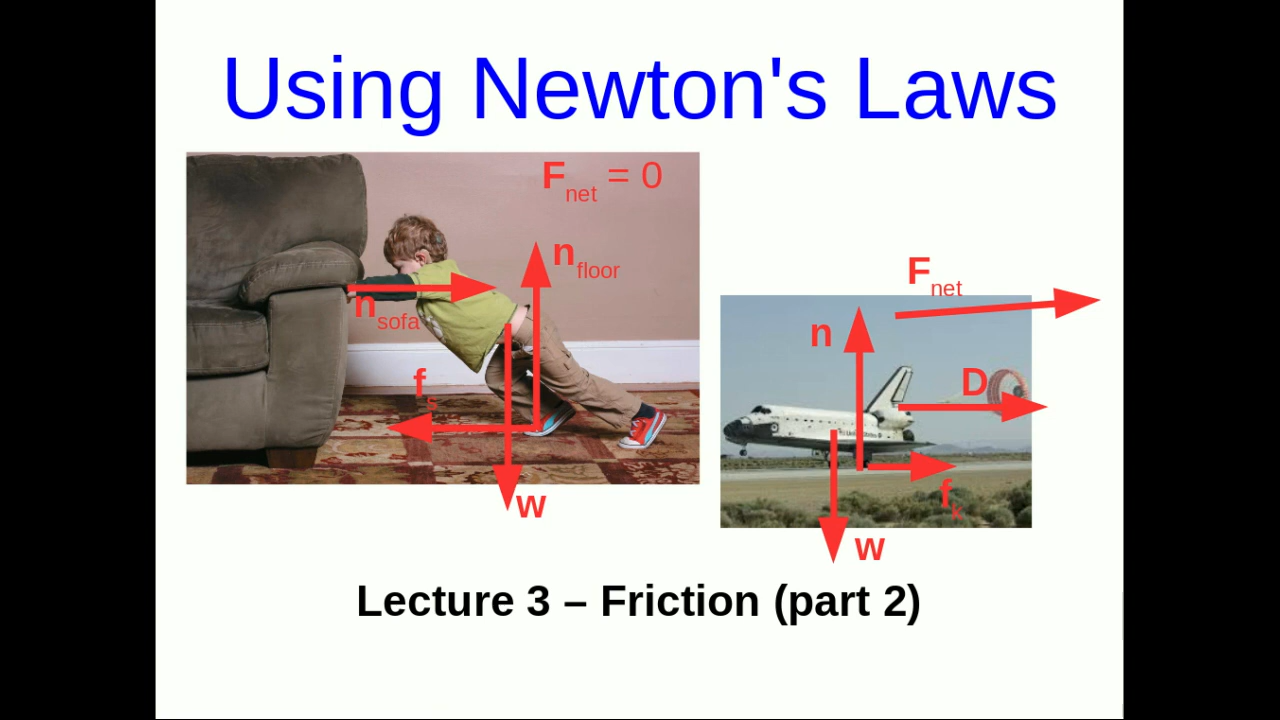 Using Newton's Laws
Fnet = 0
nfloor
nsofa
fs
w
Fnet
n
D
fk
w
Lecture 3 – Friction (part 2)